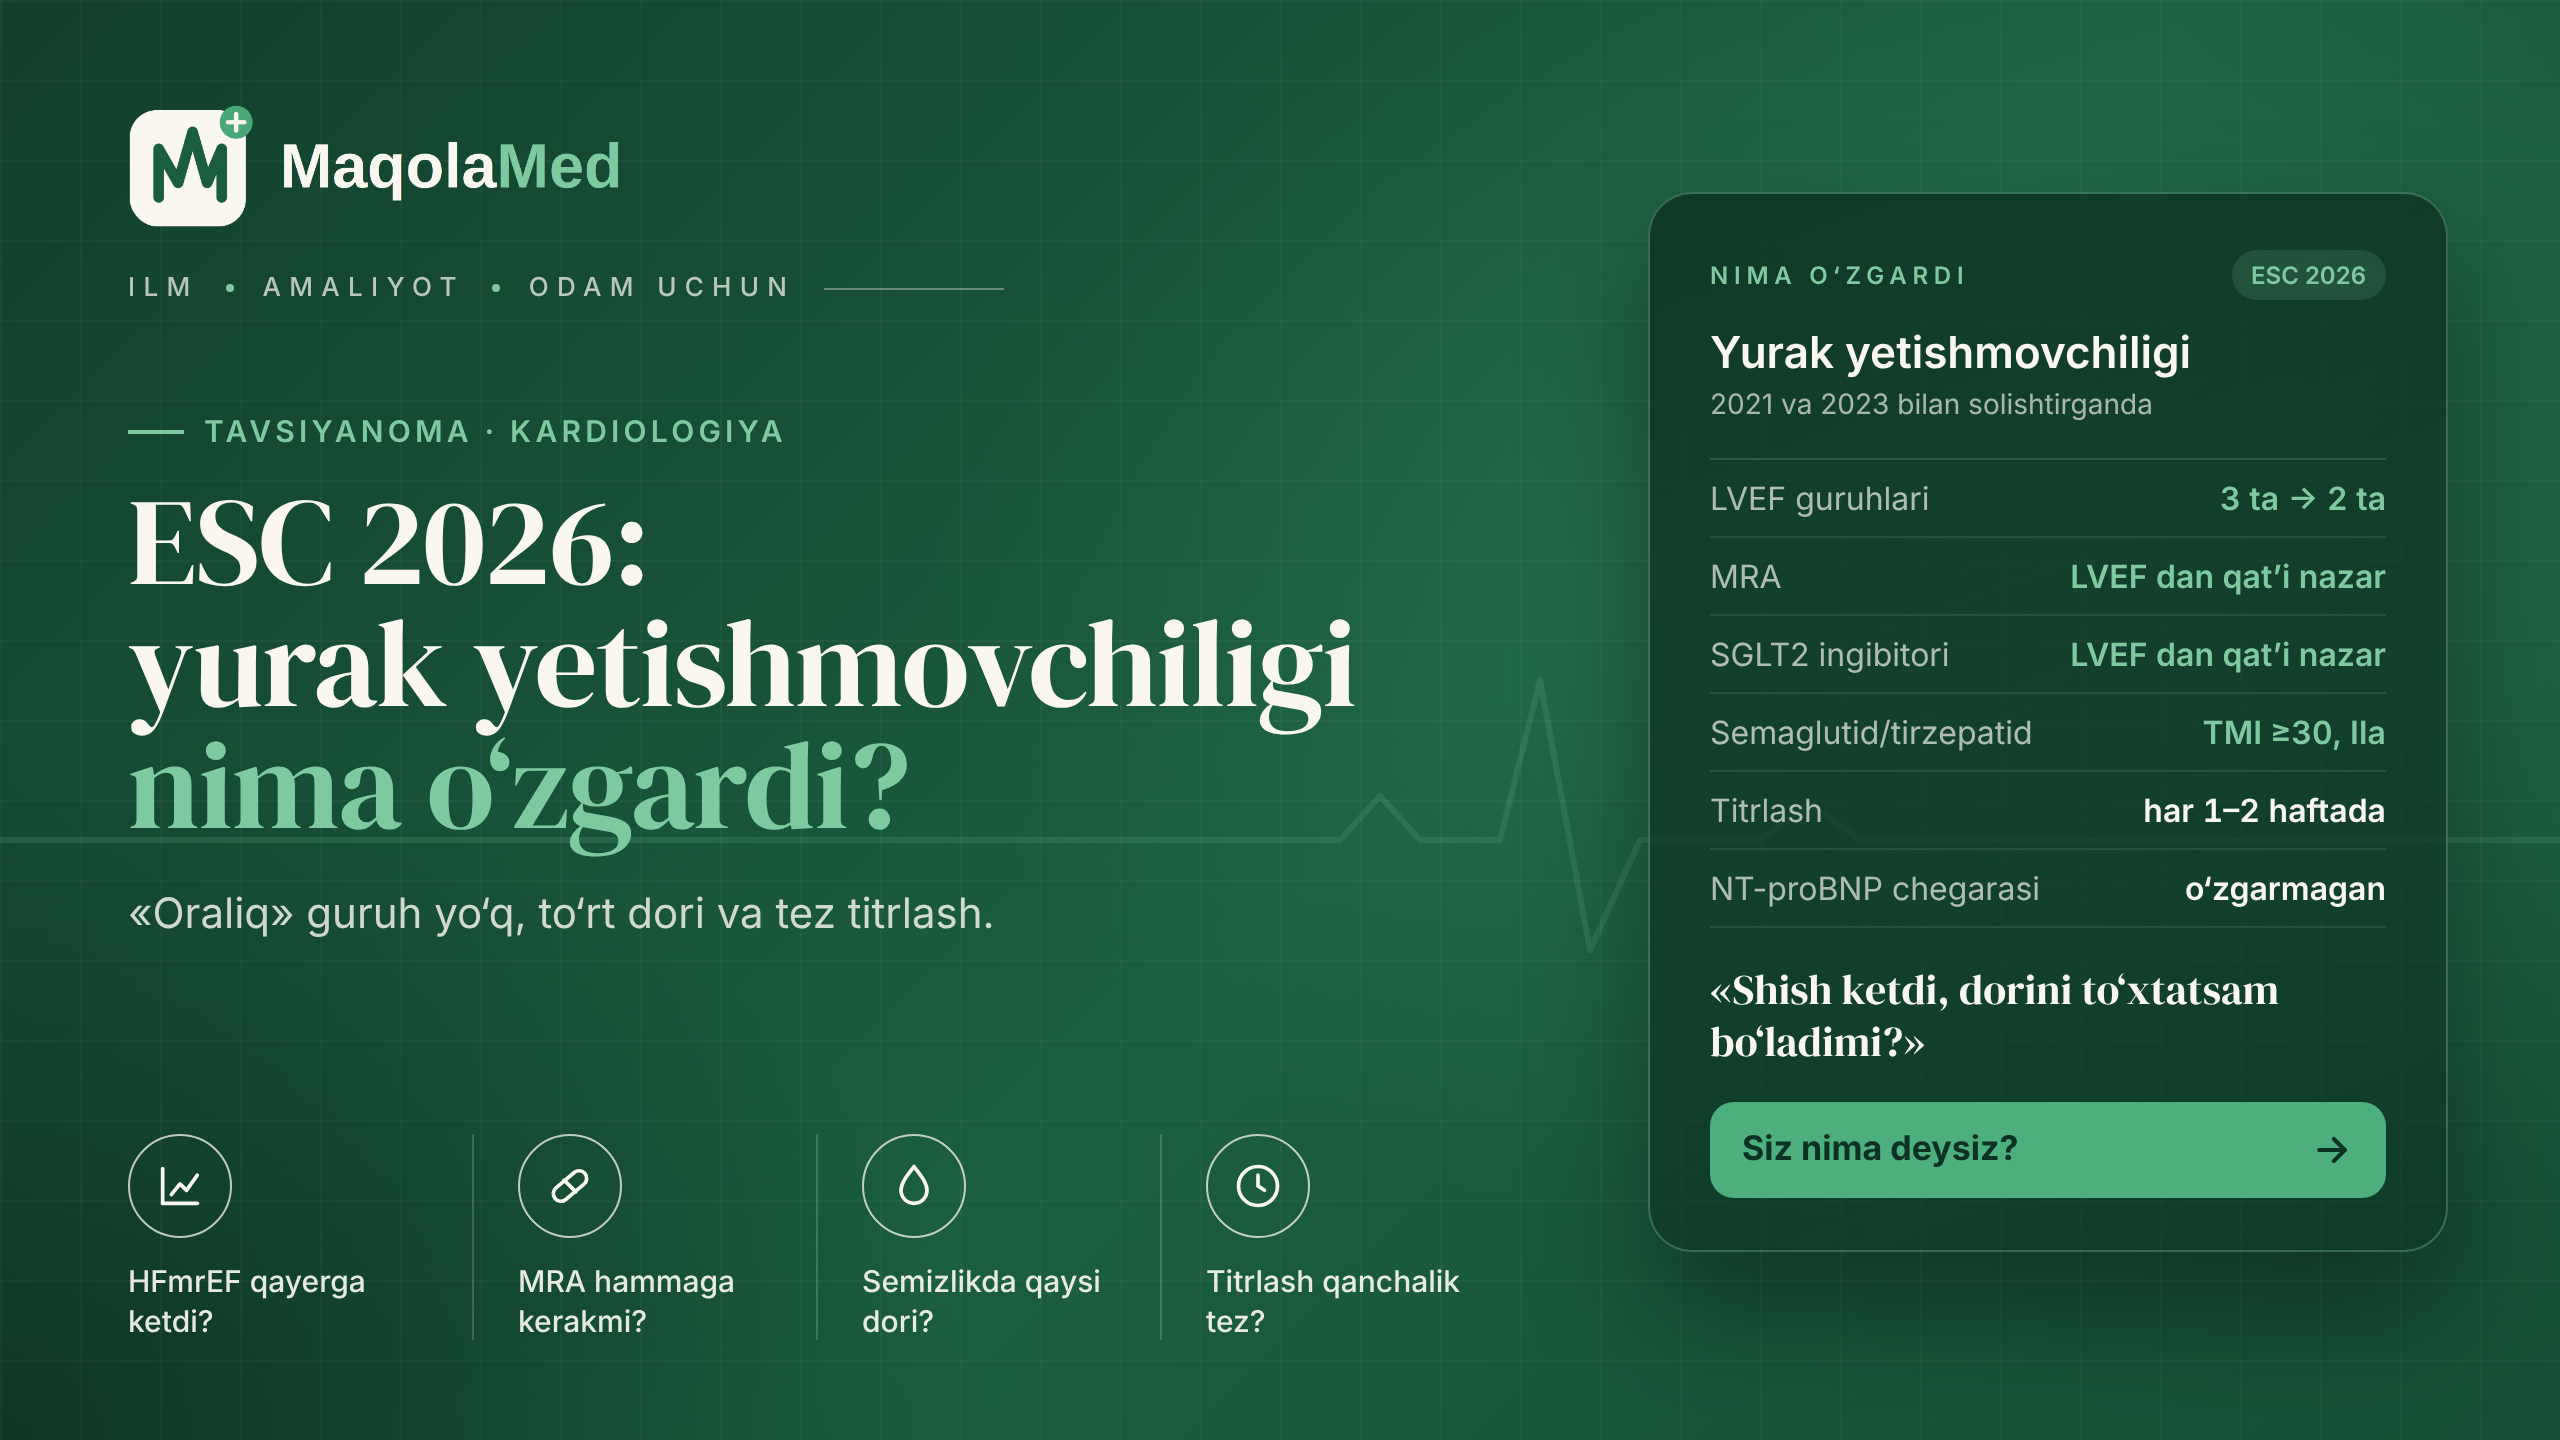 MaqolaMed
ILM • AMALIYOT • ODAM UCHUN
TAVSIYANOMA · KARDIOLOGIYA
ESC 2026:
yurak yetishmovchiligi
nima oʻzgardi?
«Oraliq» guruh yoʻq, toʻrt dori va tez titrlash.
HFmrEF qayerga
ketdi?
MRA hammaga
kerakmi?
Semizlikda qaysi
dori?
Titrlash qanchalik
tez?
NIMA OʻZGARDI
ESC 2026
Yurak yetishmovchiligi
2021 va 2023 bilan solishtirganda
LVEF guruhlari 3 ta → 2 ta
MRA LVEF dan qatʼi nazar
SGLT2 ingibitori LVEF dan qatʼi nazar
Semaglutid/tirzepatid TMI ≥30, IIa
Titrlash har 1–2 haftada
NT-proBNP chegarasi oʻzgarmagan
«Shish ketdi, dorini toʻxtatsam
boʻladimi?»
Siz nima deysiz? →